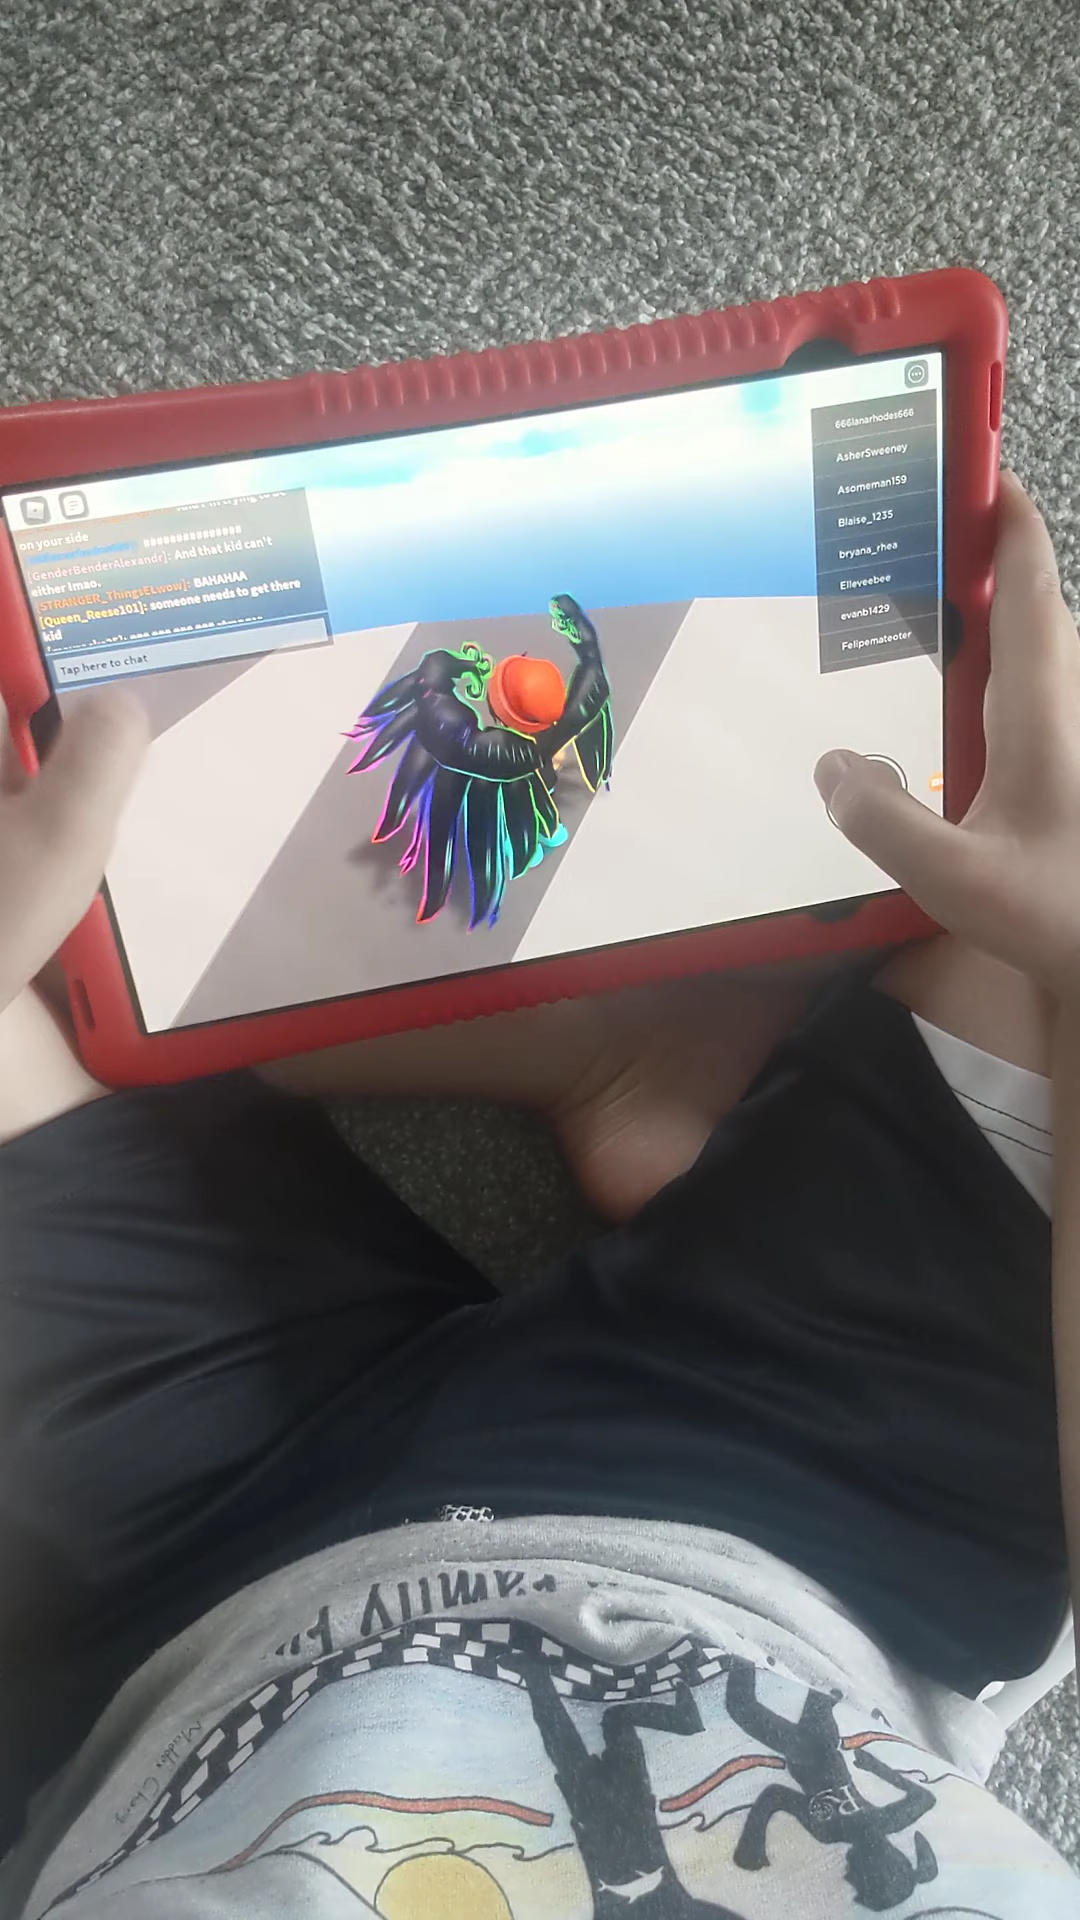 on your side
###############
[GenderBenderAlexandr]: And that kid can't
either lmao.
[STRANGER_ThingsELwow]: BAHAHAA
[Queen_Reese101]: someone needs to get there
kid
Tap here to chat
666lanarhodes666
AsherSweeney
Asomeman159
Blaise_1235
bryana_rhea
Elleveebee
evanb1429
Felipemateoter
Family